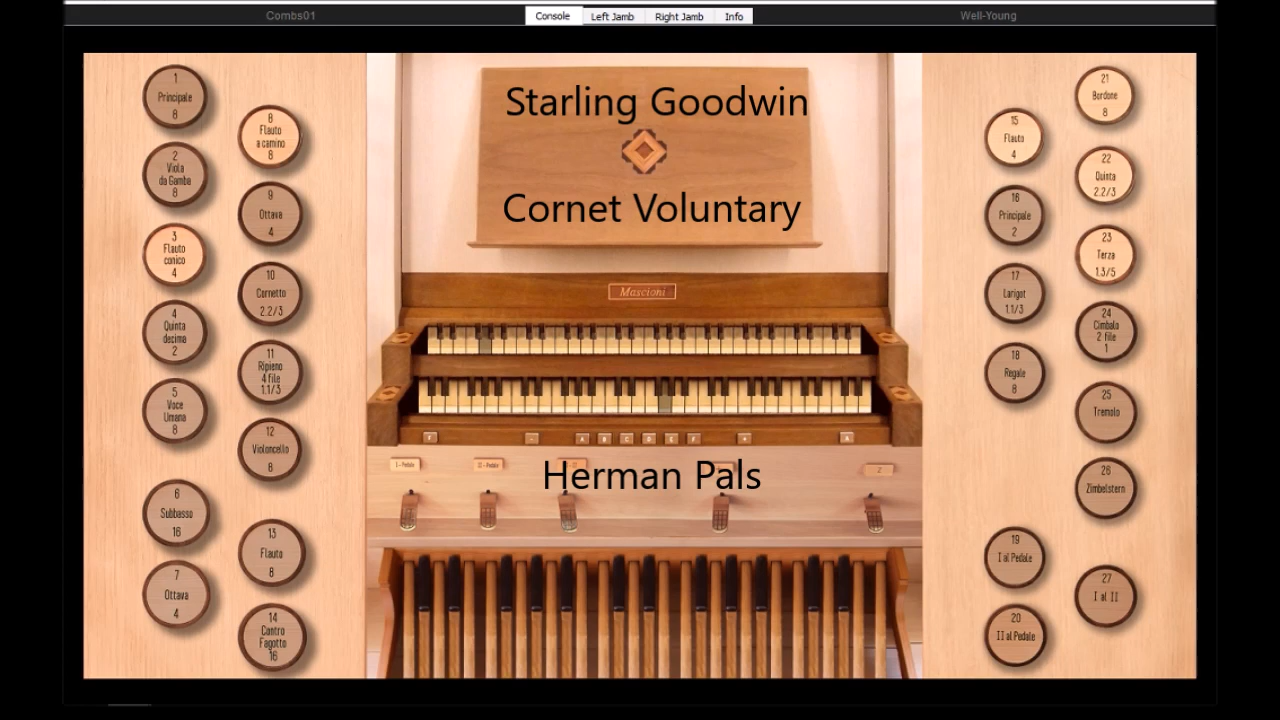 Combs01
Console
Left Jamb
Right Jamb
Info
Well-Young
Starling Goodwin
Cornet Voluntary
Mascioni
Herman Pals
1
Principale
8
2
Viola
da Gamba
8
3
Flauto
conico
4
4
Quinta
decima
2
5
Voce
Umana
8
6
Subbasso
16
7
Ottava
4
8
Flauto
a camino
8
9
Ottava
4
10
Cornetto
2.2/3
11
Ripieno
4 file
1.1/3
12
Violoncello
8
13
Flauto
8
14
Contro
Fagotto
16
F
-
A
B
C
D
E
F
+
A
I - Pedale
II - Pedale
15
Flauto
4
16
Principale
2
17
Larigot
1.1/3
18
Regale
8
19
I al Pedale
20
II al Pedale
21
Bordone
8
22
Quinta
2.2/3
23
Terza
1.3/5
24
Cimbalo
2 file
1
25
Tremolo
26
Zimbelstern
27
I al II